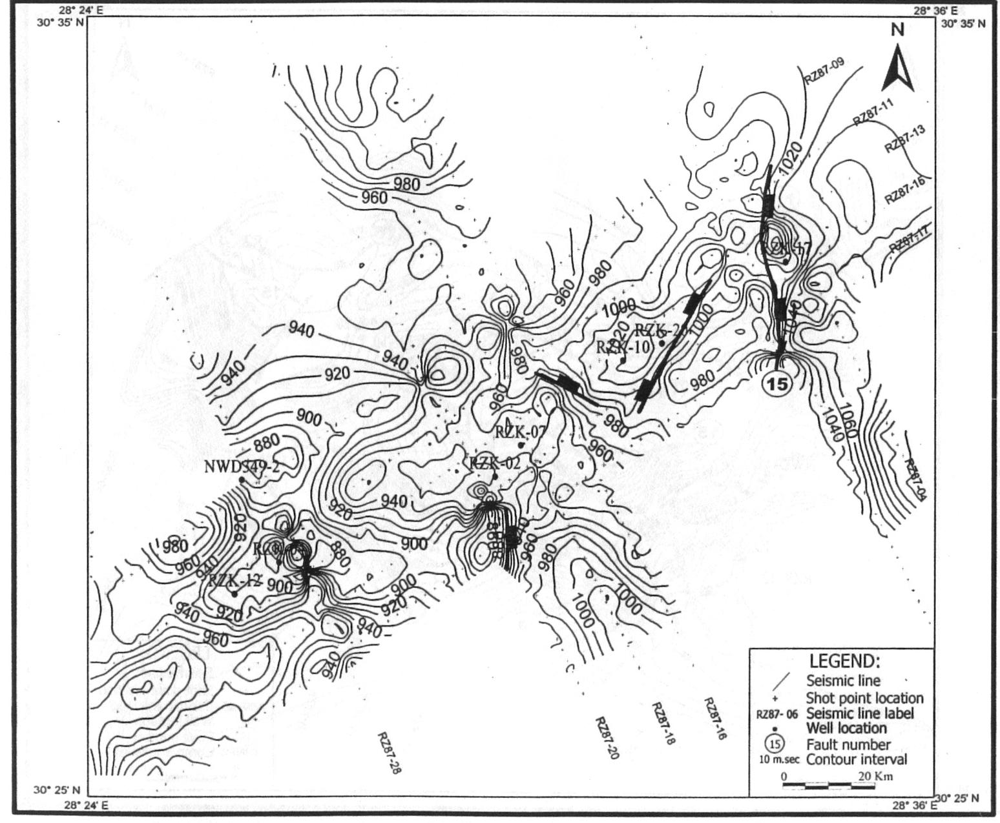 28° 24' E
28° 36' E
30° 35' N
30° 35' N
N
RZ87-09
RZ87-11
RZ87-13
RZ87-15
RZ87-17
1020
980
960
980
960
1000
1000
1040
940
940
940
920
980
960
980
RZK-10
15
900
880
980
960
1040
1060
RZK-07
NWDS49-2
RZK-02
RZ87-04
920
940
920
900
880
960
980
980
960
940
RZK-12
900
900
920
940
920
940
960
1000
1000
940
LEGEND:
Seismic line
+ Shot point location
RZ87- 06 Seismic line label
Well location
15 Fault number
10 m.sec Contour interval
0 20 Km
RZ87-28
RZ87-20
RZ87-18
RZ87-16
30° 25' N
30° 25' N
28° 24' E
28° 36' E